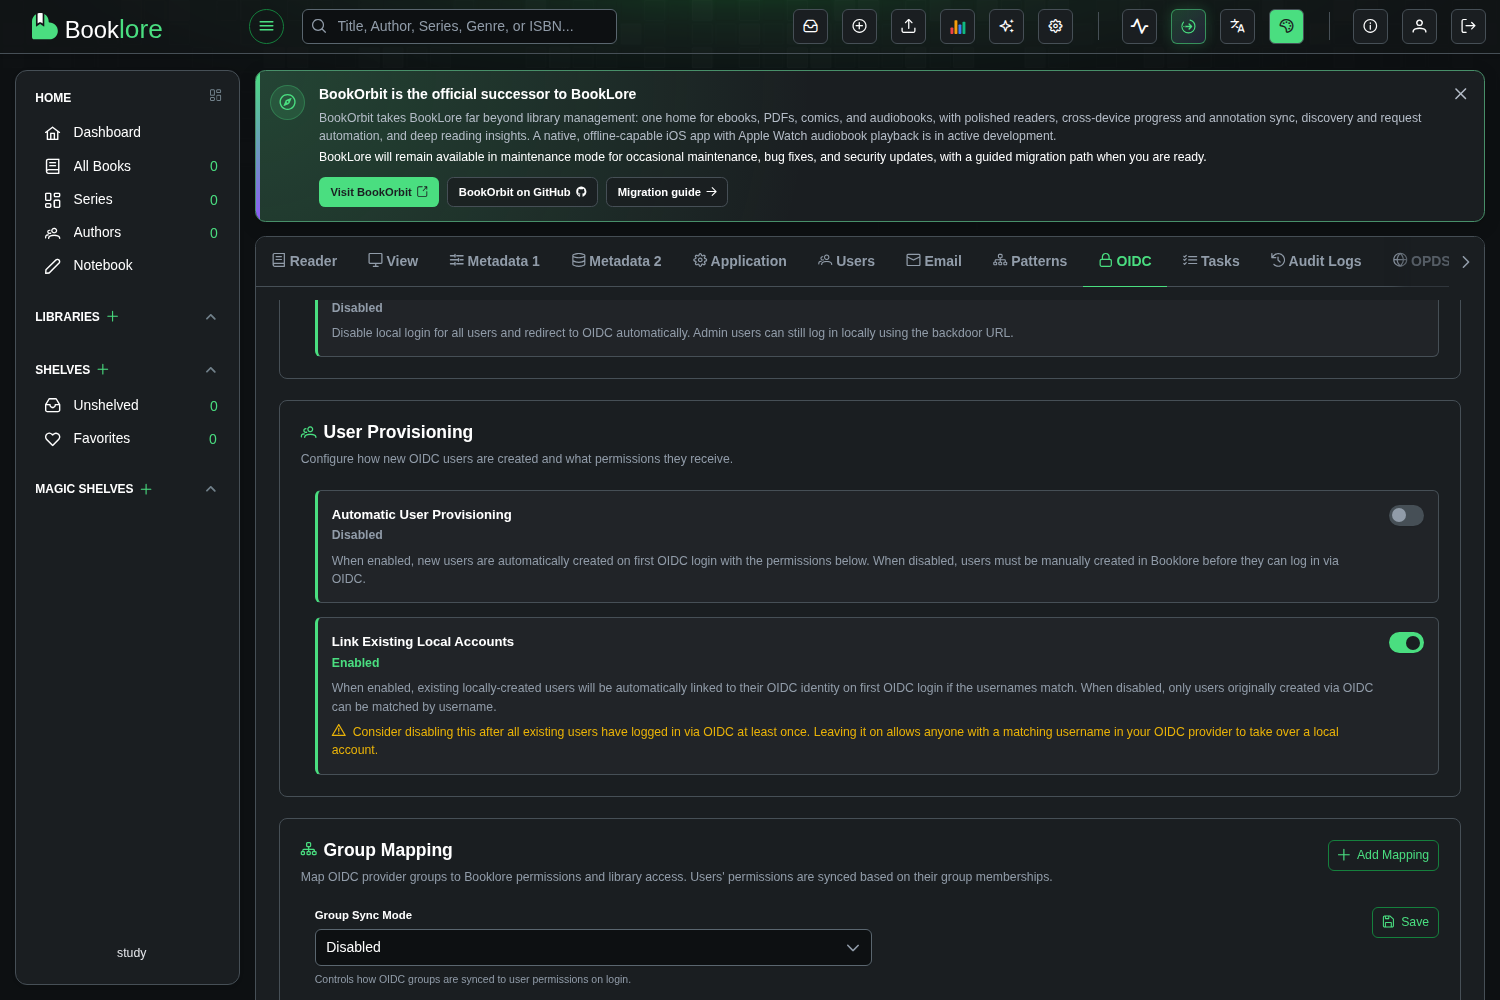 Booklore
Title, Author, Series, Genre, or ISBN...
HOME
Dashboard
All Books 0
Series 0
Authors 0
Notebook
LIBRARIES
SHELVES
Unshelved 0
Favorites 0
MAGIC SHELVES
study
BookOrbit is the official successor to BookLore
BookOrbit takes BookLore far beyond library management: one home for ebooks, PDFs, comics, and audiobooks, with polished readers, cross-device progress and annotation sync, discovery and request
automation, and deep reading insights. A native, offline-capable iOS app with Apple Watch audiobook playback is in active development.
BookLore will remain available in maintenance mode for occasional maintenance, bug fixes, and security updates, with a guided migration path when you are ready.
Visit BookOrbit BookOrbit on GitHub Migration guide
Reader View Metadata 1 Metadata 2 Application Users Email Patterns OIDC Tasks Audit Logs OPDS
Disabled
Disable local login for all users and redirect to OIDC automatically. Admin users can still log in locally using the backdoor URL.
User Provisioning
Configure how new OIDC users are created and what permissions they receive.
Automatic User Provisioning
Disabled
When enabled, new users are automatically created on first OIDC login with the permissions below. When disabled, users must be manually created in Booklore before they can log in via
OIDC.
Link Existing Local Accounts
Enabled
When enabled, existing locally-created users will be automatically linked to their OIDC identity on first OIDC login if the usernames match. When disabled, only users originally created via OIDC
can be matched by username.
Consider disabling this after all existing users have logged in via OIDC at least once. Leaving it on allows anyone with a matching username in your OIDC provider to take over a local
account.
Group Mapping
Add Mapping
Map OIDC provider groups to Booklore permissions and library access. Users' permissions are synced based on their group memberships.
Group Sync Mode
Save
Disabled
Controls how OIDC groups are synced to user permissions on login.